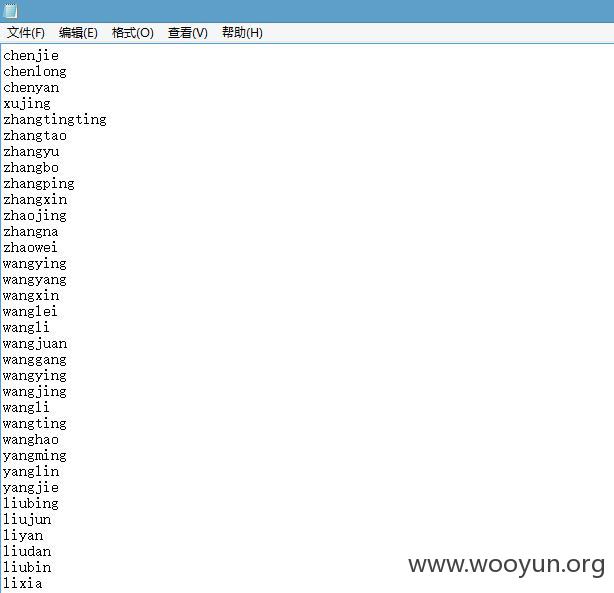 文件(F) 编辑(E) 格式(O) 查看(V) 帮助(H)
chenjie
chenlong
chenyan
xujing
zhangtingting
zhangtao
zhangyu
zhangbo
zhangping
zhangxin
zhaojing
zhangna
zhaowei
wangying
wangyang
wangxin
wanglei
wangli
wangjuan
wanggang
wangying
wangjing
wangli
wangting
wanghao
yangming
yanglin
yangjie
liubing
liujun
liyan
liudan
liubin
lixia
www.wooyun.org